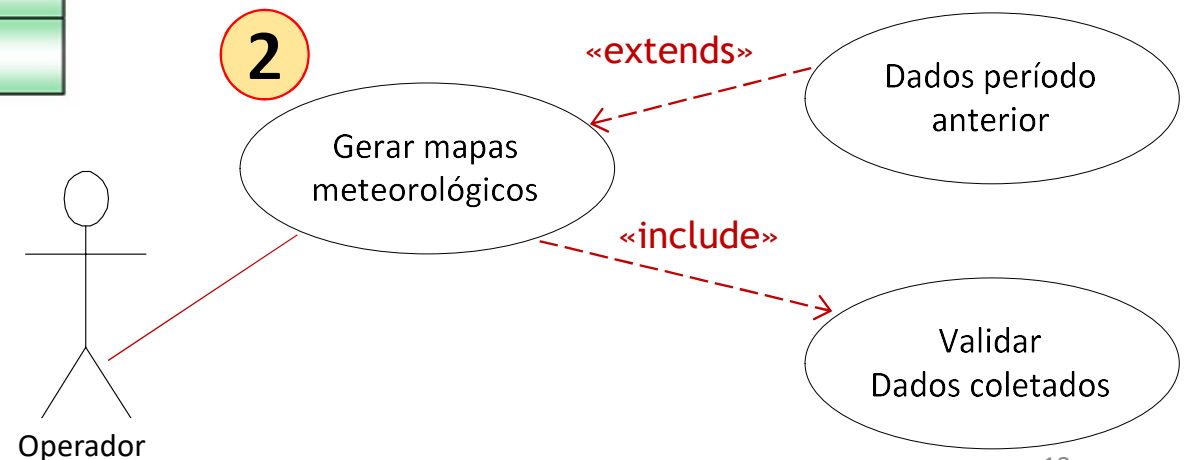 2
«extends»
Dados período
anterior
Gerar mapas
meteorológicos
«include»
Validar
Dados coletados
Operador